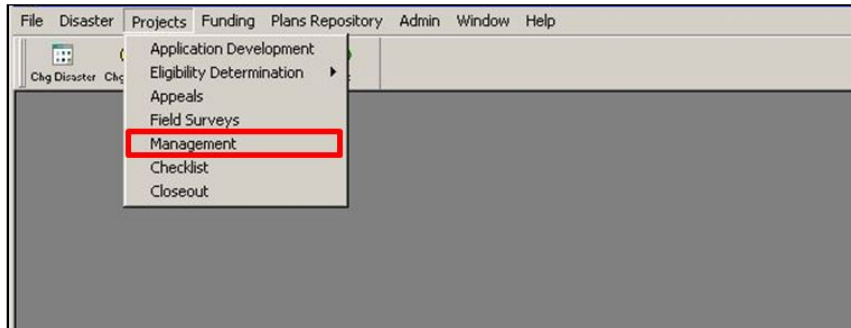 File Disaster Projects Funding Plans Repository Admin Window Help
Chg Disaster
Application Development
Eligibility Determination
Appeals
Field Surveys
Management
Checklist
Closeout